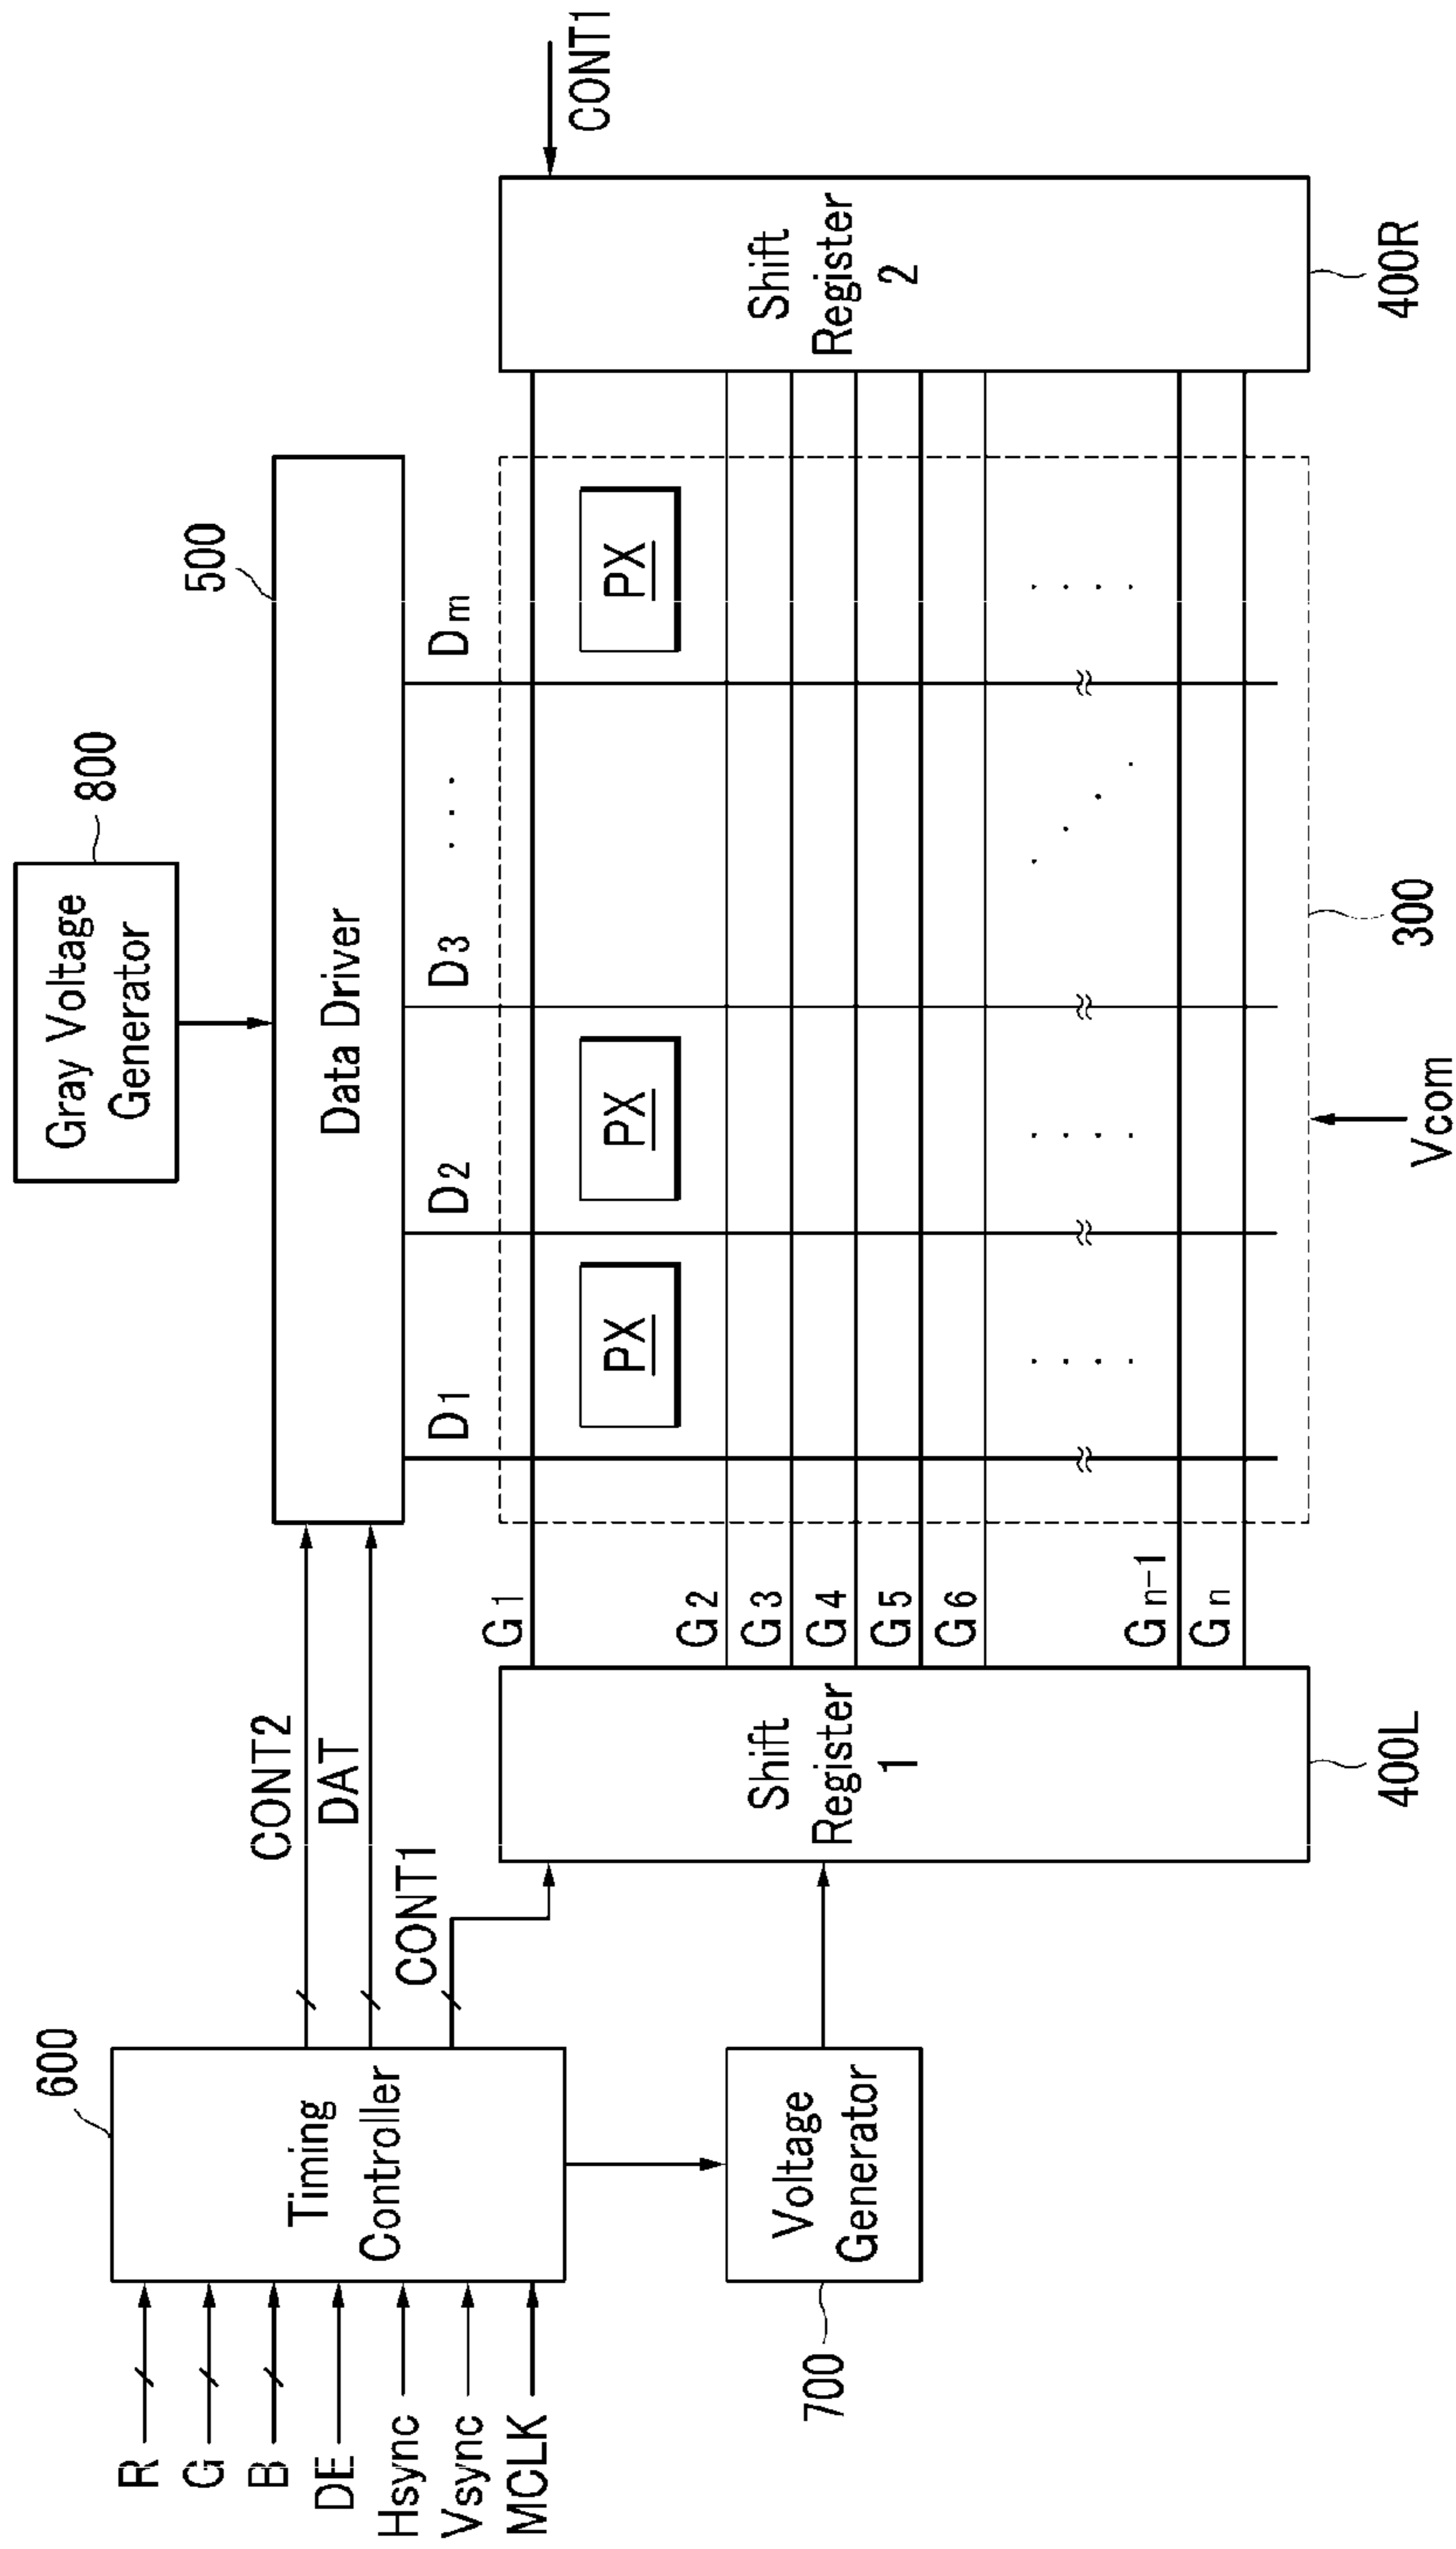 Gray Voltage
Generator
800
500
Data Driver
600
Timing
Controller
R
G
B
DE
Hsync
Vsync
MCLK
CONT2
DAT
CONT1
D1
D2
D3
Dm
CONT1
G1
G2
G3
G4
G5
G6
Gn-1
Gn
PX
PX
PX
Shift
Register
1
Shift
Register
2
Voltage
Generator
700
400L
Vcom
300
400R